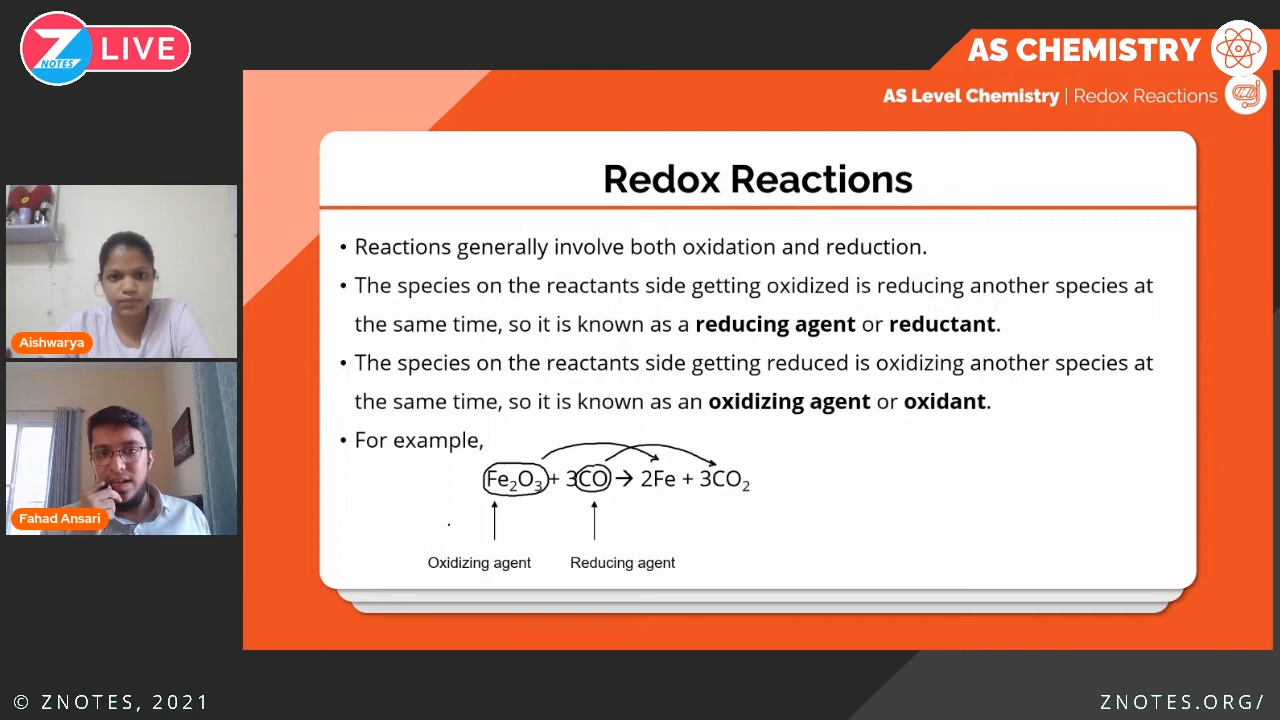 Z NOTES LIVE
AS CHEMISTRY
AS Level Chemistry | Redox Reactions
Redox Reactions
• Reactions generally involve both oxidation and reduction.
• The species on the reactants side getting oxidized is reducing another species at
the same time, so it is known as a reducing agent or reductant.
• The species on the reactants side getting reduced is oxidizing another species at
the same time, so it is known as an oxidizing agent or oxidant.
• For example,
Fe₂O₃ + 3CO → 2Fe + 3CO₂
Oxidizing agent Reducing agent
Aishwarya
Fahad Ansari
© ZNOTES, 2021
ZNOTES.ORG/